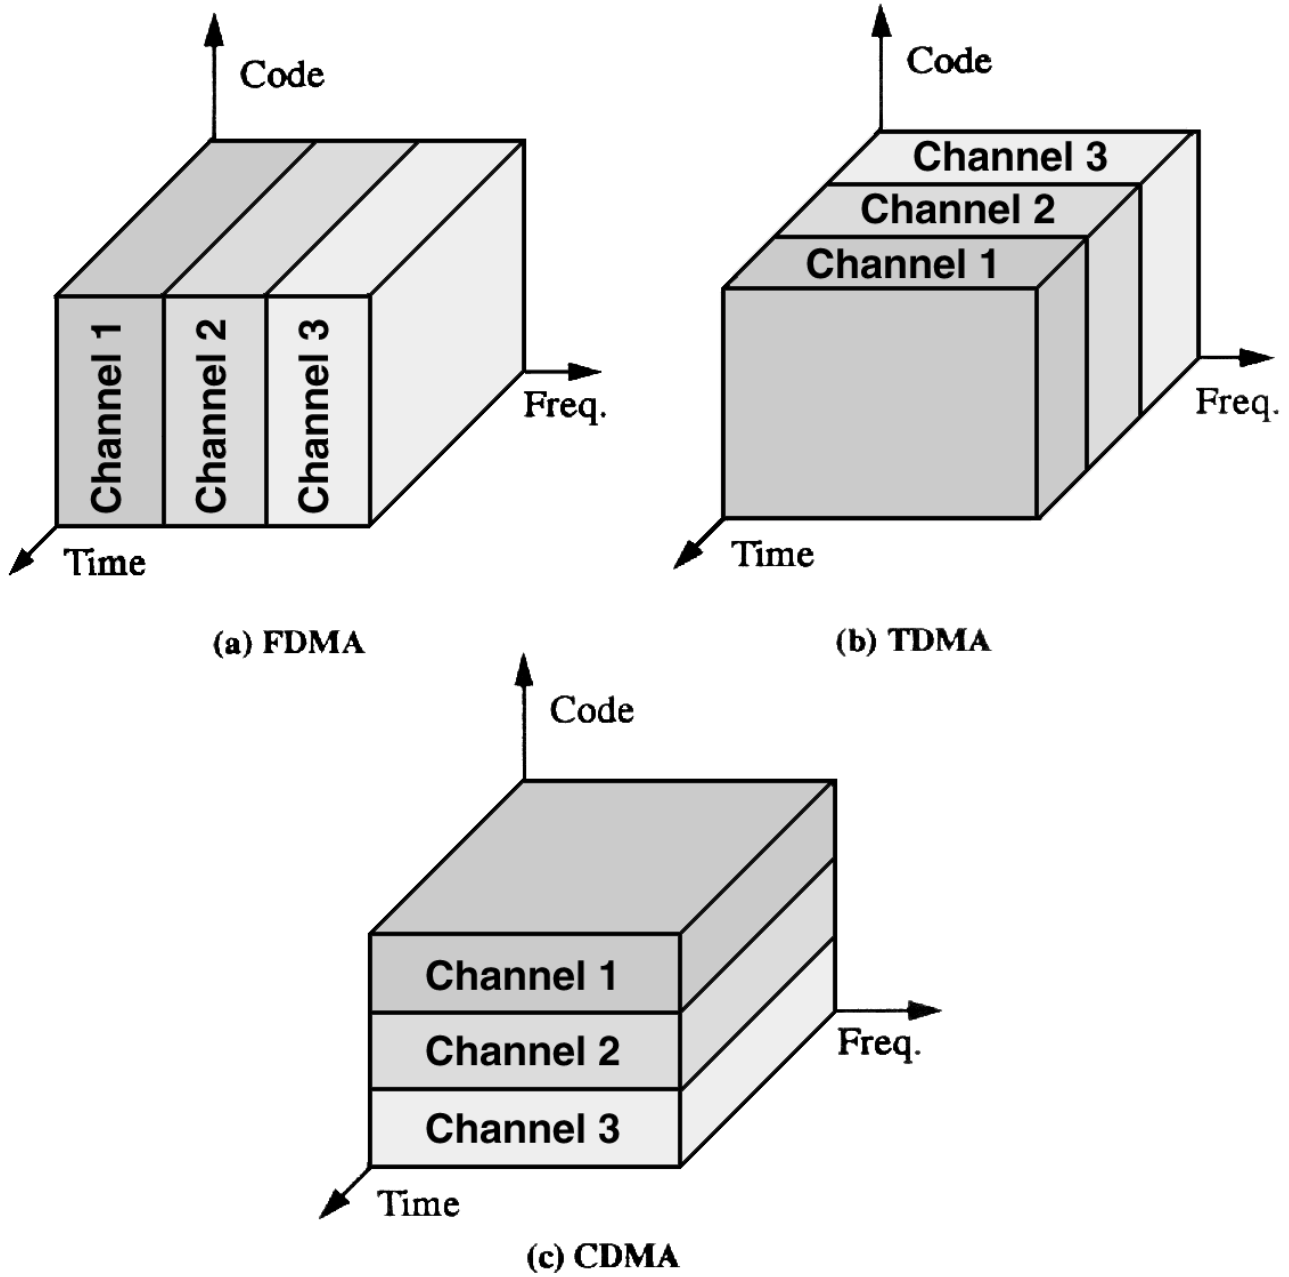 Code
Channel 1
Channel 2
Channel 3
Freq.
Time
(a) FDMA
Code
Channel 3
Channel 2
Channel 1
Freq.
Time
(b) TDMA
Code
Channel 1
Channel 2
Channel 3
Freq.
Time
(c) CDMA